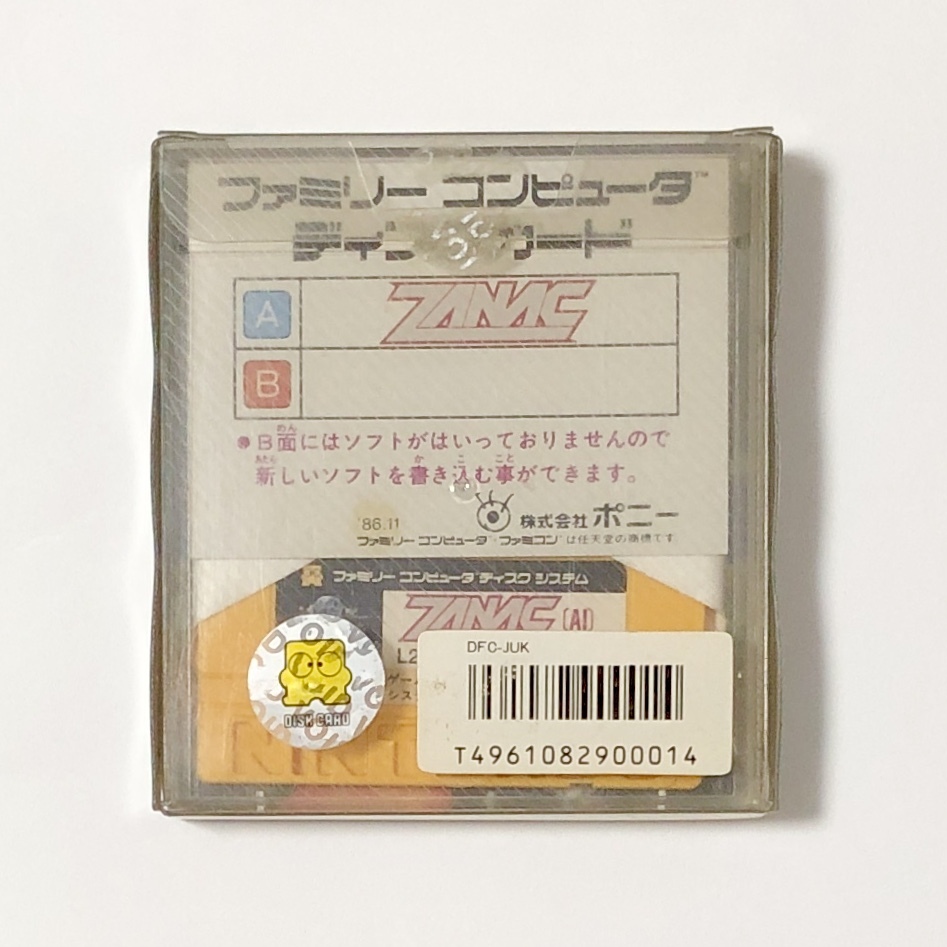 ファミリー コンピュータ™
ディスクカード
A ZANAC
B
●B面にはソフトがはいっておりませんので
新しいソフトを書き込む事ができます。
'86.11
株式会社 ポニー
ファミリー コンピュータ™・ファミコン™は任天堂の商標です
ファミリー コンピュータ ディスク システム
ZANAC [A]
DISK CARD
DFC-JUK
T4961082900014